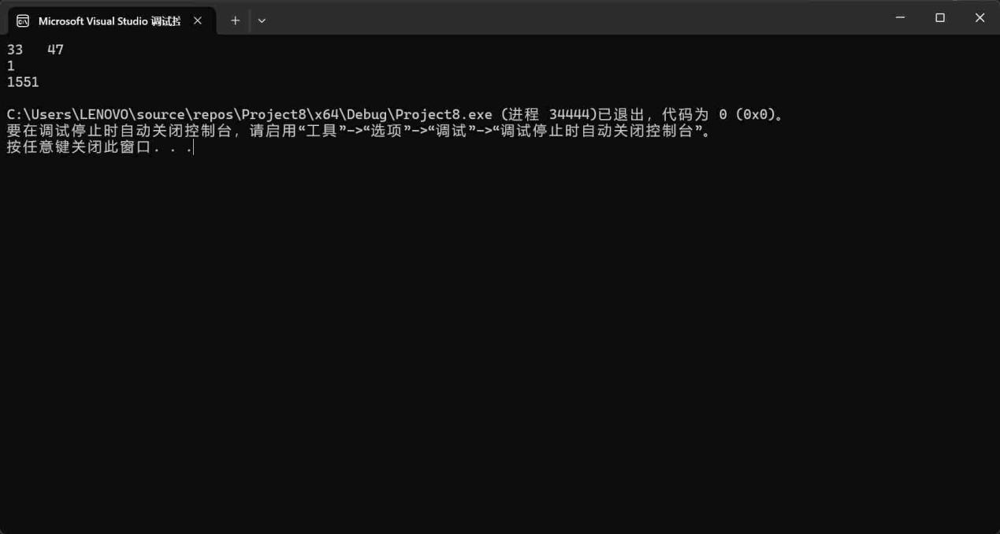 Microsoft Visual Studio 调试控
33   47
1
1551
C:\Users\LENOVO\source\repos\Project8\x64\Debug\Project8.exe (进程 34444)已退出，代码为 0 (0x0)。
要在调试停止时自动关闭控制台，请启用“工具”->“选项”->“调试”->“调试停止时自动关闭控制台”。
按任意键关闭此窗口. . .